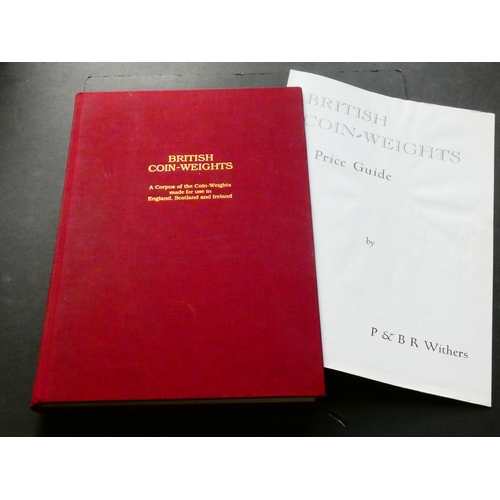 BRITISH
COIN-WEIGHTS
A Corpus of the Coin-Weights
made for use in
England, Scotland and Ireland
BRITISH
COIN-WEIGHTS
Price Guide
by
P & B R Withers